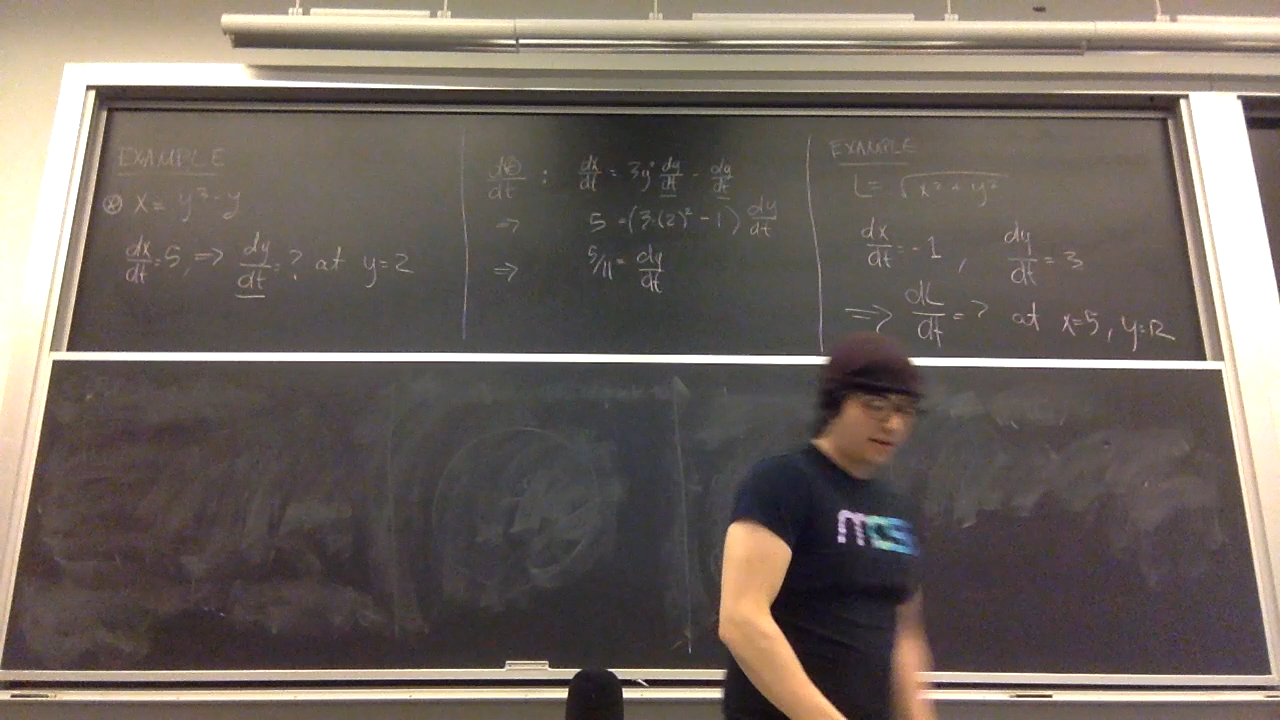 EXAMPLE
⊛ x = y³ - y
dx/dt = 5, ⇒ dy/dt = ? at y=2
d⊛/dt : dx/dt = 3y² dy/dt - dy/dt
⇒ 5 = (3·(2)² - 1) dy/dt
⇒ 5/11 = dy/dt
EXAMPLE
L = √x² + y²
dx/dt = -1, dy/dt = 3
⇒ dL/dt = ? at x=5, y=12
mcs